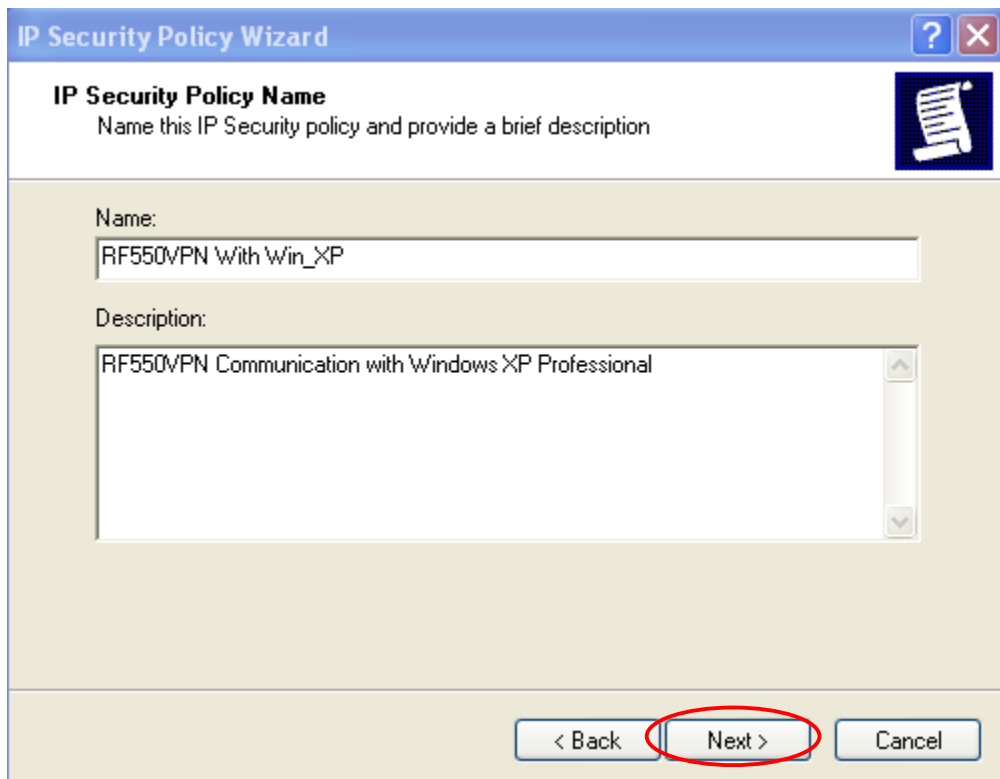 IP Security Policy Wizard
?
IP Security Policy Name
Name this IP Security policy and provide a brief description
Name:
RF550VPN With Win_XP
Description:
RF550VPN Communication with Windows XP Professional
< Back Next > Cancel